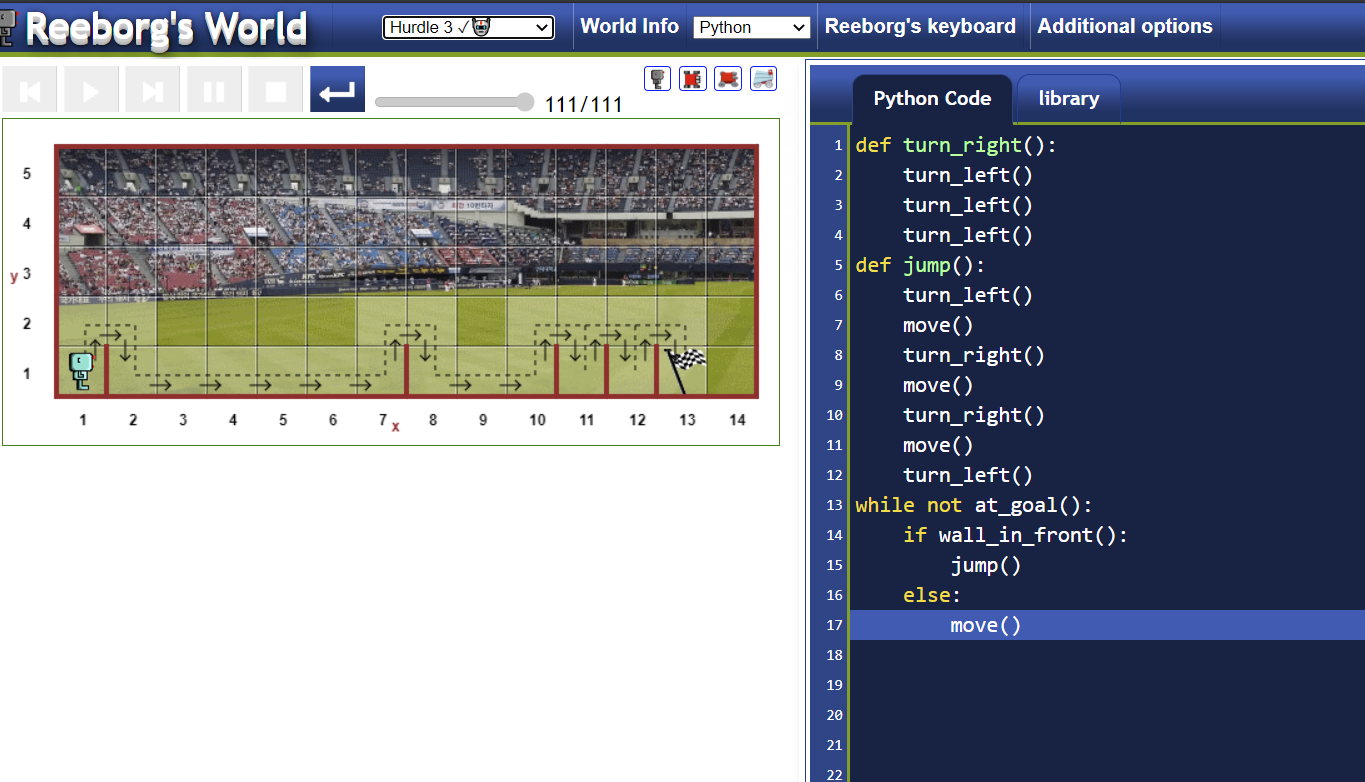 Reeborg's World
Hurdle 3 ✓
World Info
Python
Reeborg's keyboard
Additional options
111/111
Python Code
library
5
4
y 3
2
1
1 2 3 4 5 6 7 x 8 9 10 11 12 13 14
1 def turn_right():
2     turn_left()
3     turn_left()
4     turn_left()
5 def jump():
6     turn_left()
7     move()
8     turn_right()
9     move()
10     turn_right()
11     move()
12     turn_left()
13 while not at_goal():
14     if wall_in_front():
15         jump()
16     else:
17         move()
18
19
20
21
22